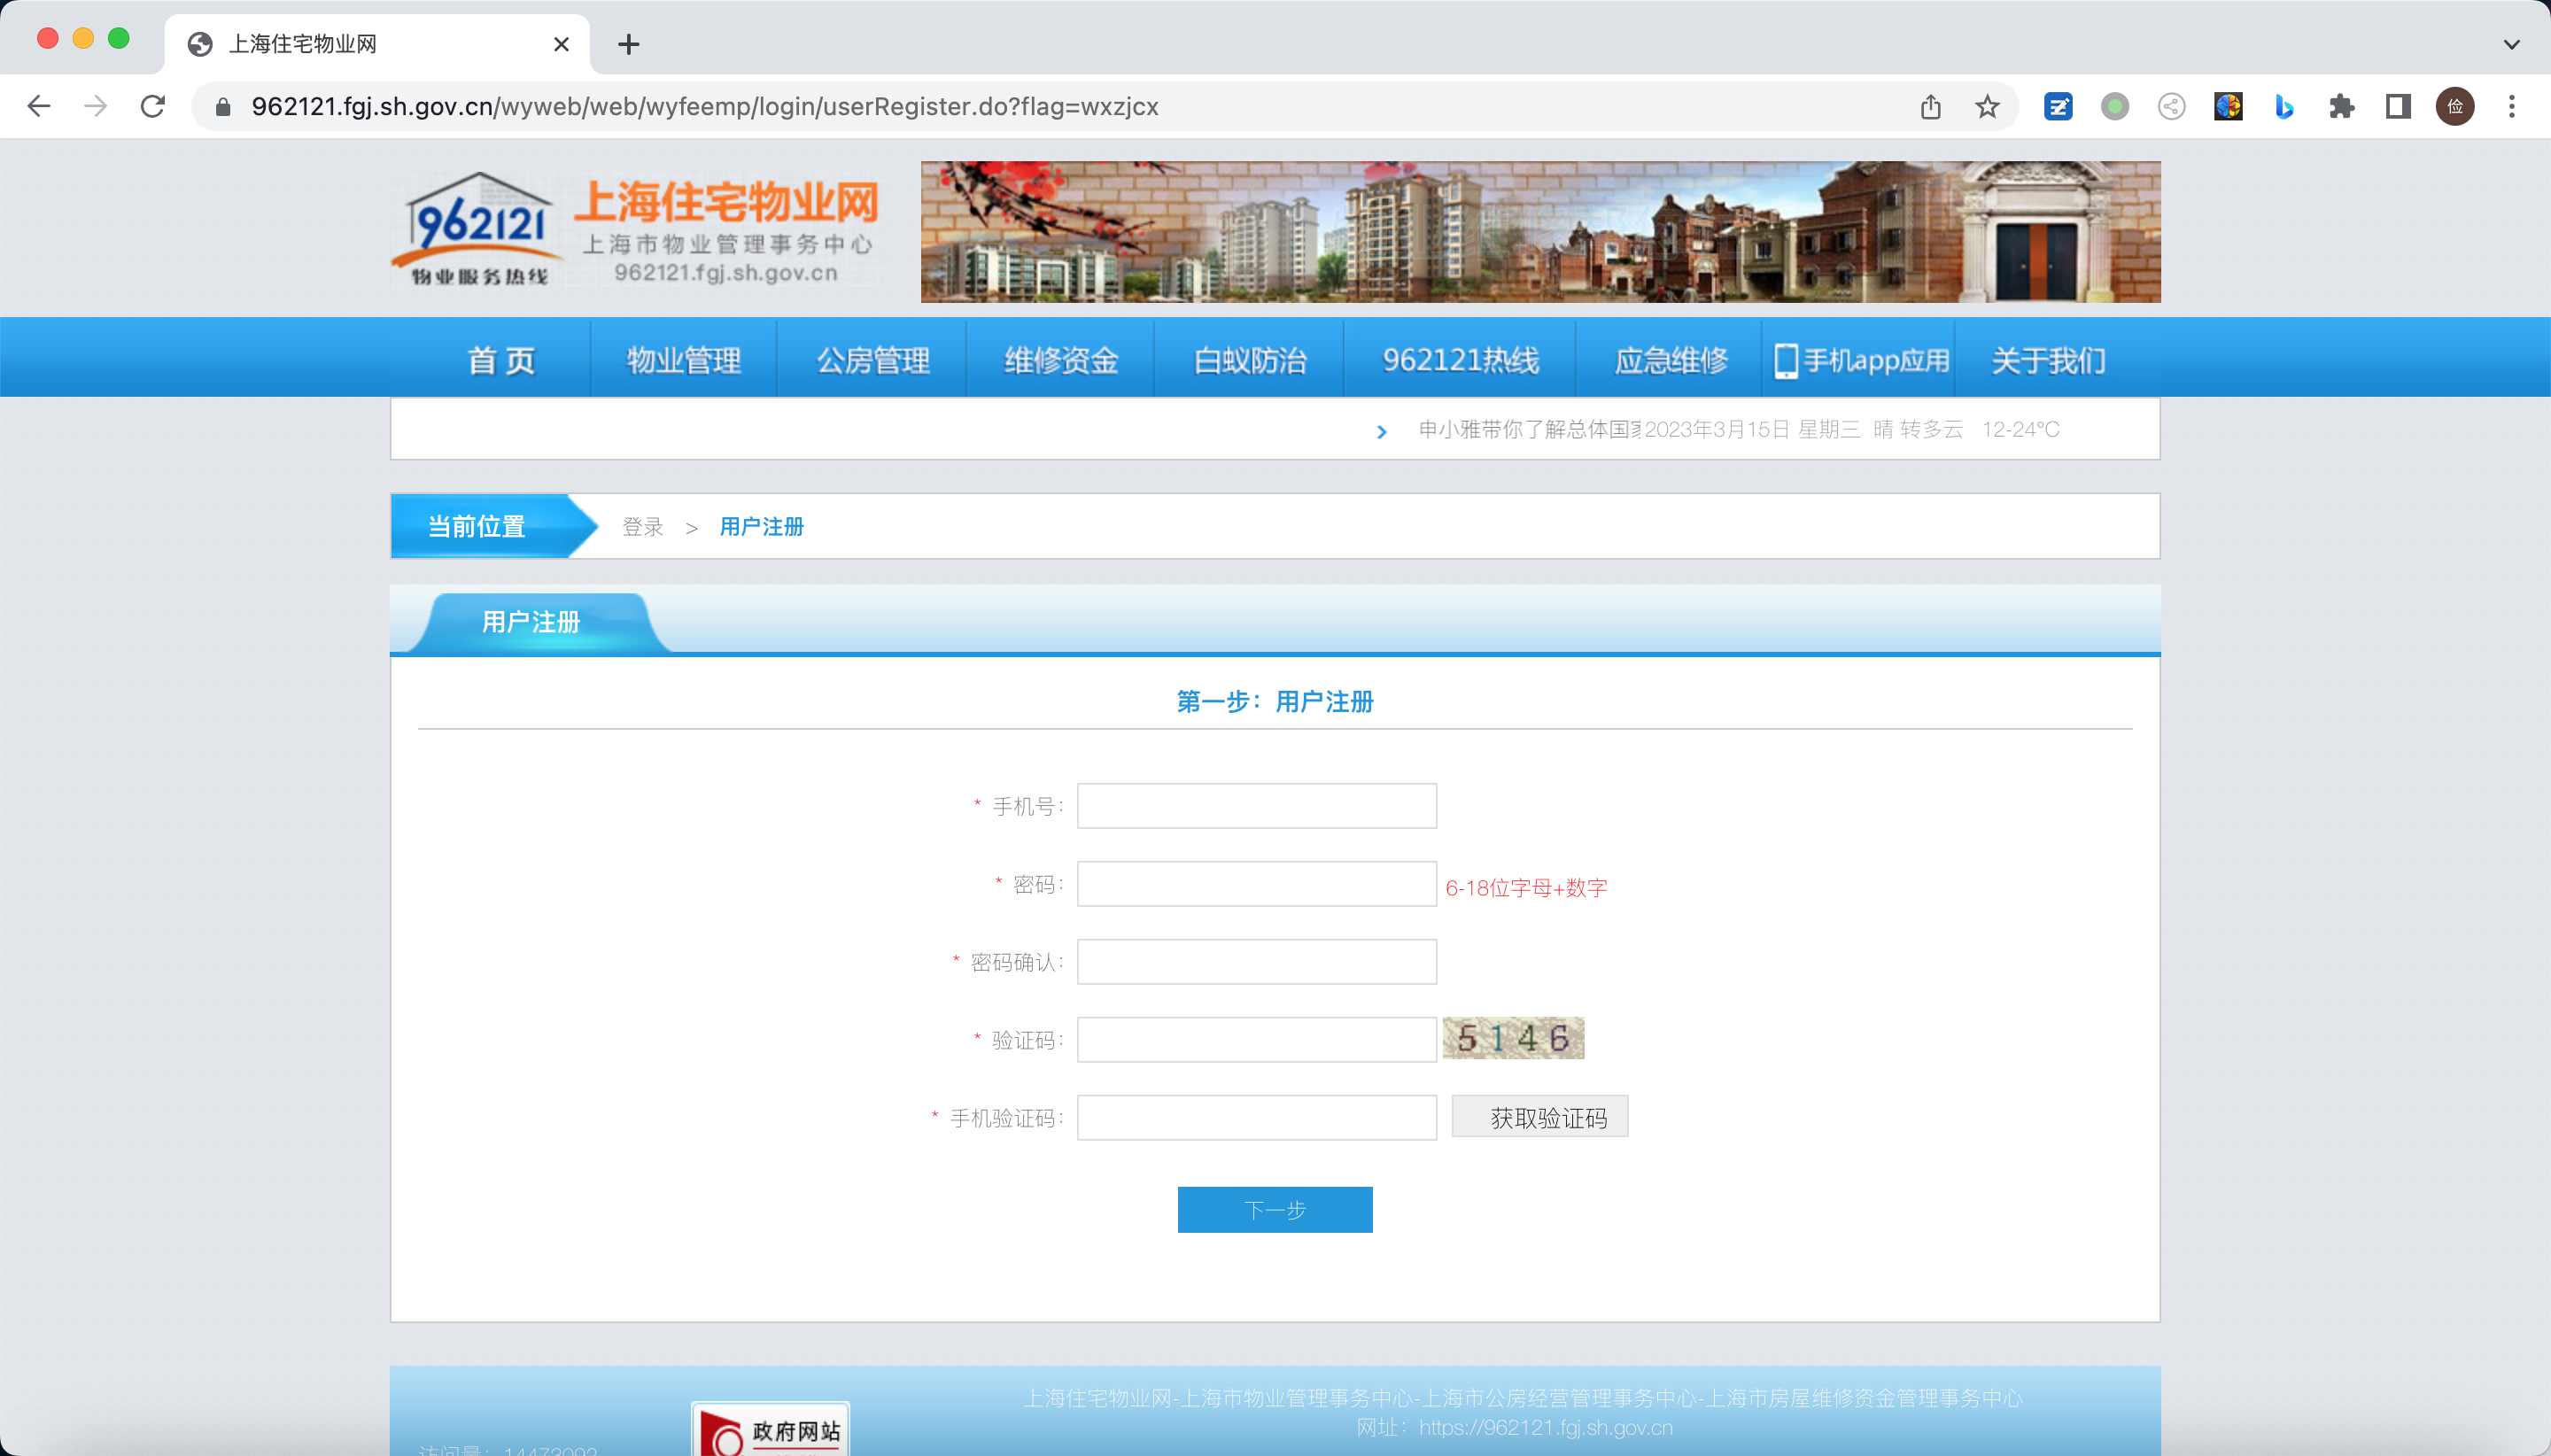 上海住宅物业网
962121.fgj.sh.gov.cn/wyweb/web/wyfeemp/login/userRegister.do?flag=wxzjcx
俭
962121
物业服务热线
上海住宅物业网
上海市物业管理事务中心
962121.fgj.sh.gov.cn
首 页 物业管理 公房管理 维修资金 白蚁防治 962121热线 应急维修 手机app应用 关于我们
申小雅带你了解总体国 2023年3月15日 星期三 晴 转多云 12-24℃
当前位置 登录 > 用户注册
用户注册
第一步：用户注册
* 手机号：
* 密码： 6-18位字母+数字
* 密码确认：
* 验证码： 5146
* 手机验证码： 获取验证码
下一步
上海住宅物业网-上海市物业管理事务中心-上海市公房经营管理事务中心-上海市房屋维修资金管理事务中心
网址：https://962121.fgj.sh.gov.cn
政府网站
访问量：14473092